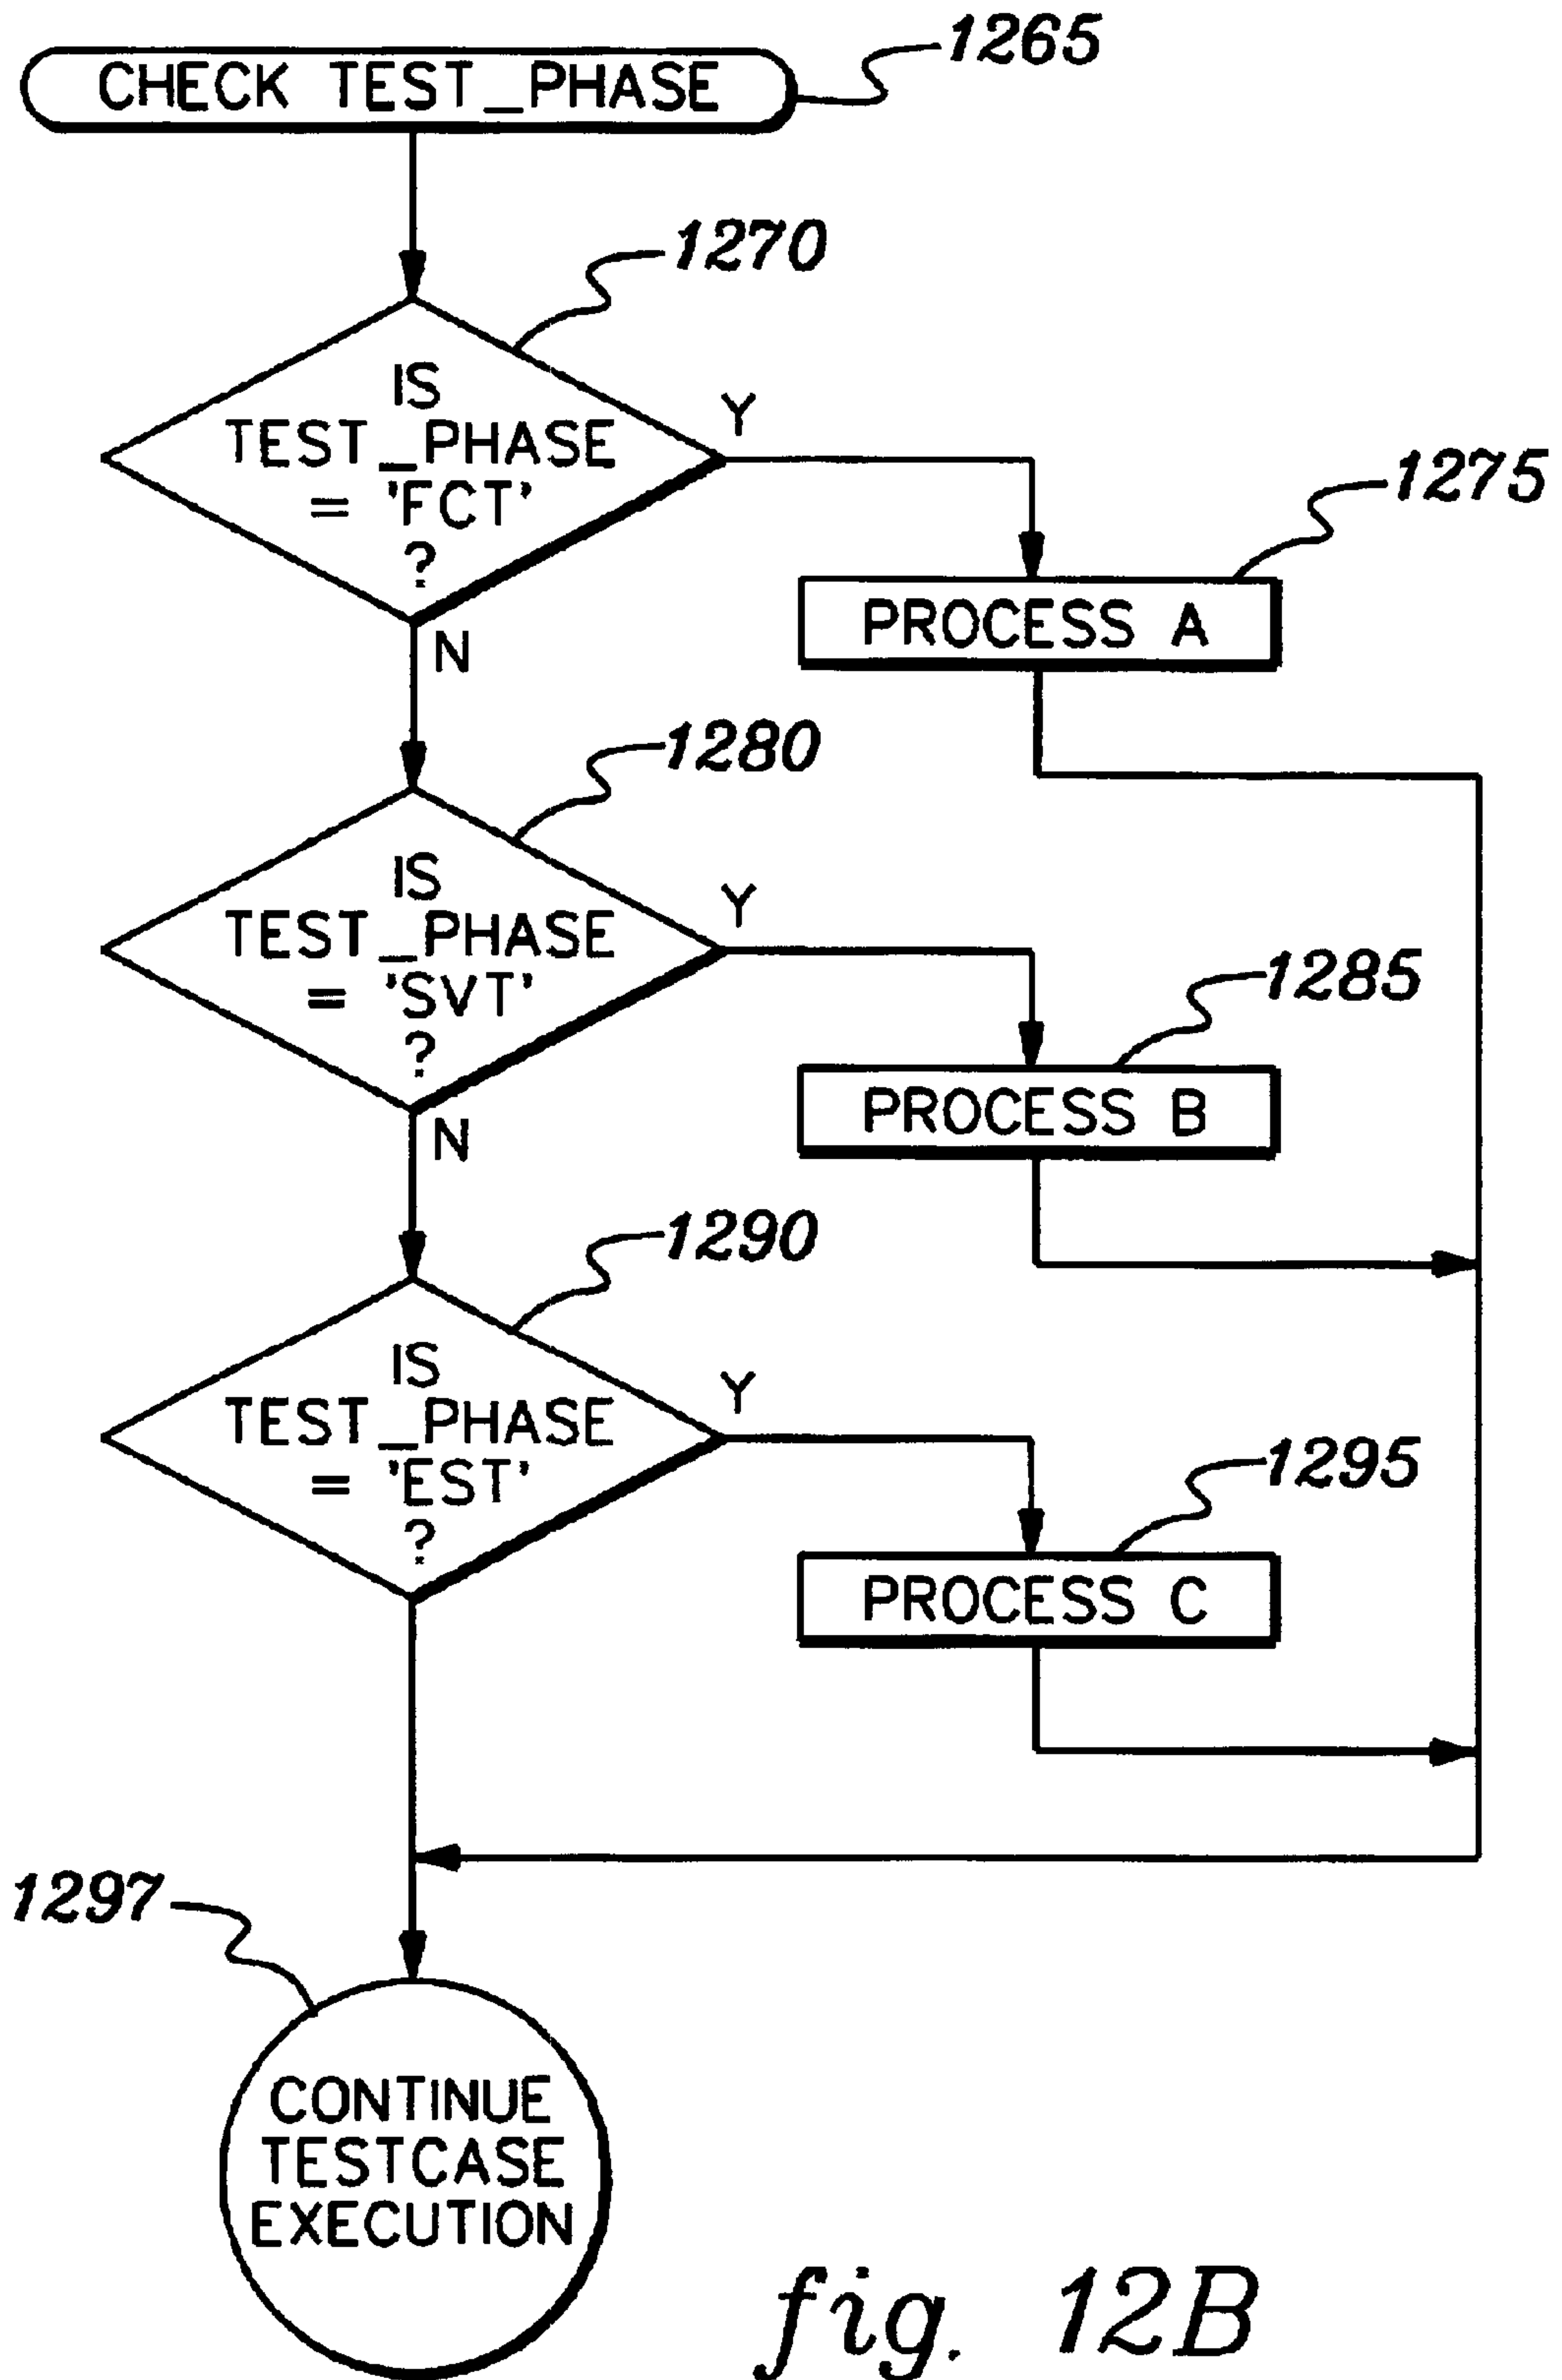 1265
CHECK TEST_PHASE
1270
IS
TEST_PHASE
= 'FCT'
?
Y
N
1275
PROCESS A
1280
IS
TEST_PHASE
= 'SVT'
?
Y
N
1285
PROCESS B
1290
IS
TEST_PHASE
= 'EST'
?
Y
1295
PROCESS C
1297
CONTINUE
TESTCASE
EXECUTION
fig. 12B